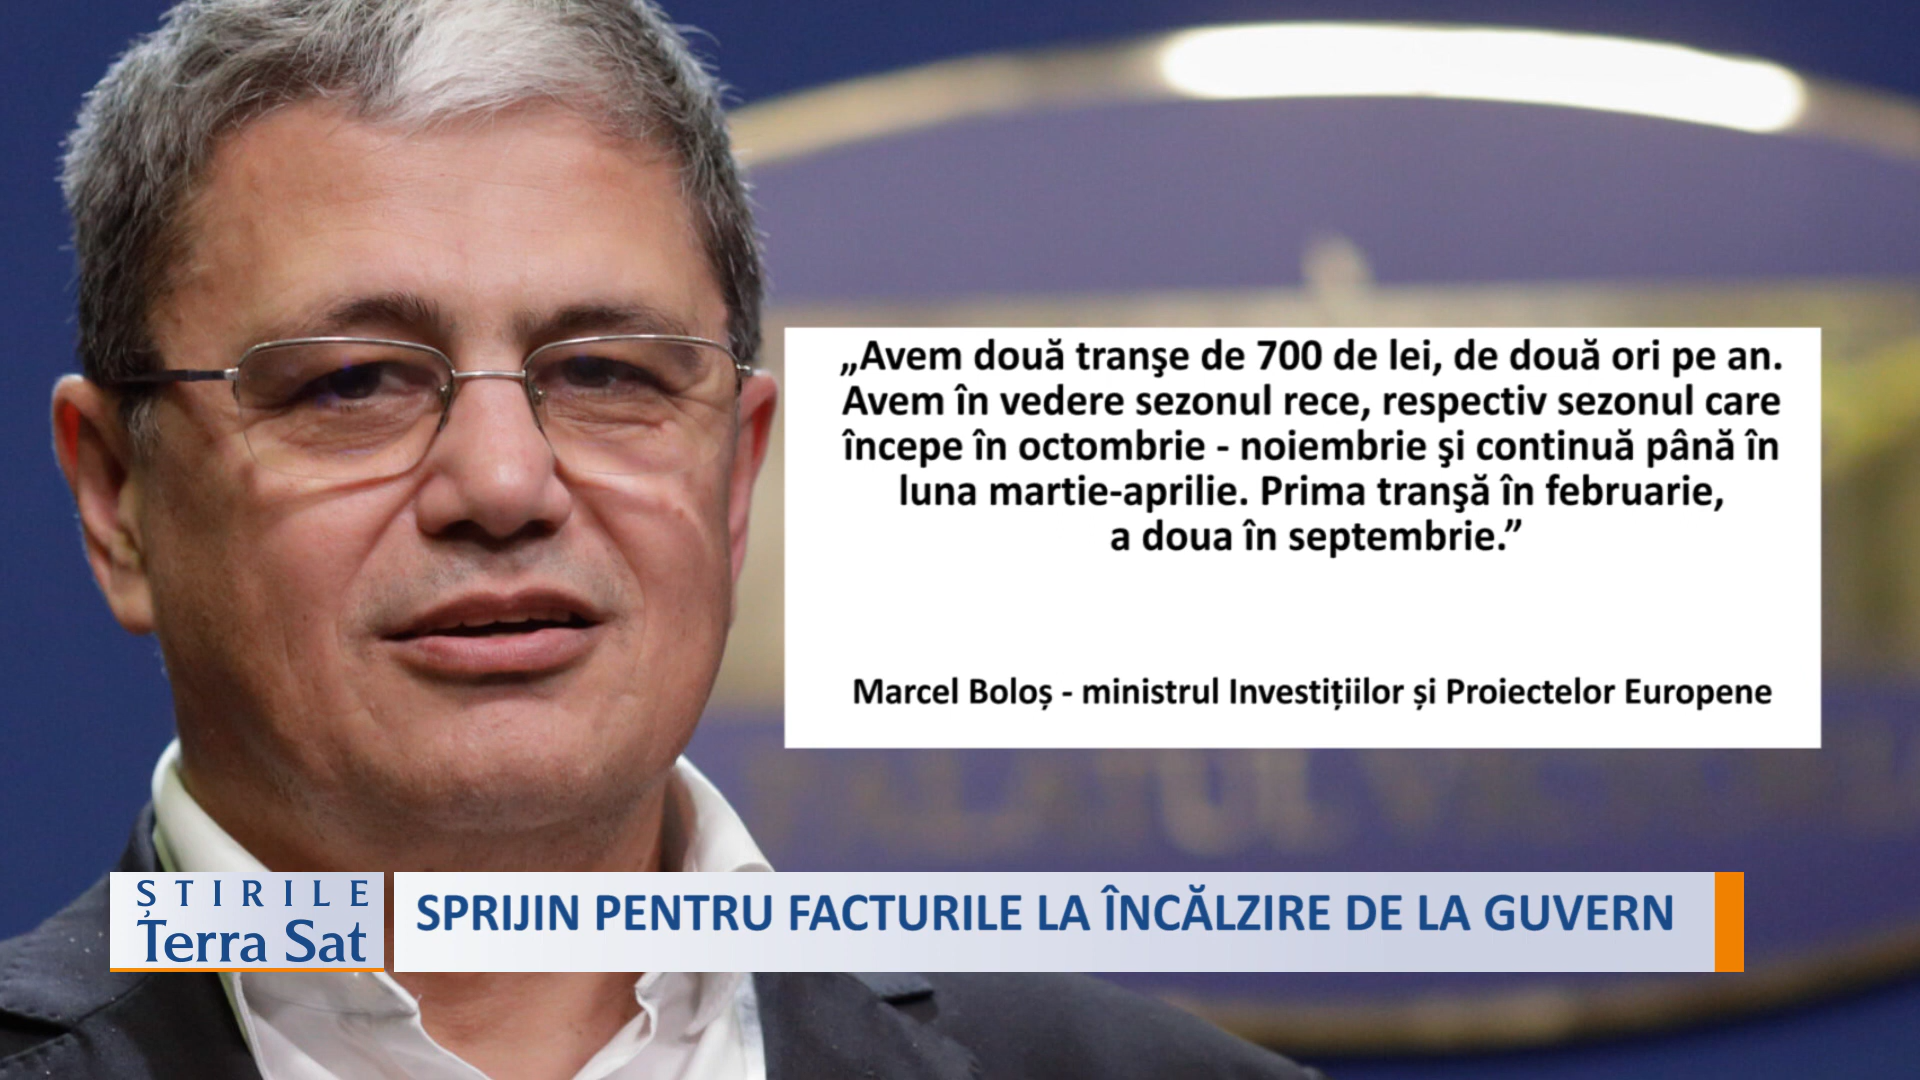 „Avem două tranşe de 700 de lei, de două ori pe an.
Avem în vedere sezonul rece, respectiv sezonul care
începe în octombrie - noiembrie şi continuă până în
luna martie-aprilie. Prima tranşă în februarie,
a doua în septembrie.”
Marcel Boloș - ministrul Investițiilor și Proiectelor Europene
ȘTIRILE
Terra Sat
SPRIJIN PENTRU FACTURILE LA ÎNCĂLZIRE DE LA GUVERN